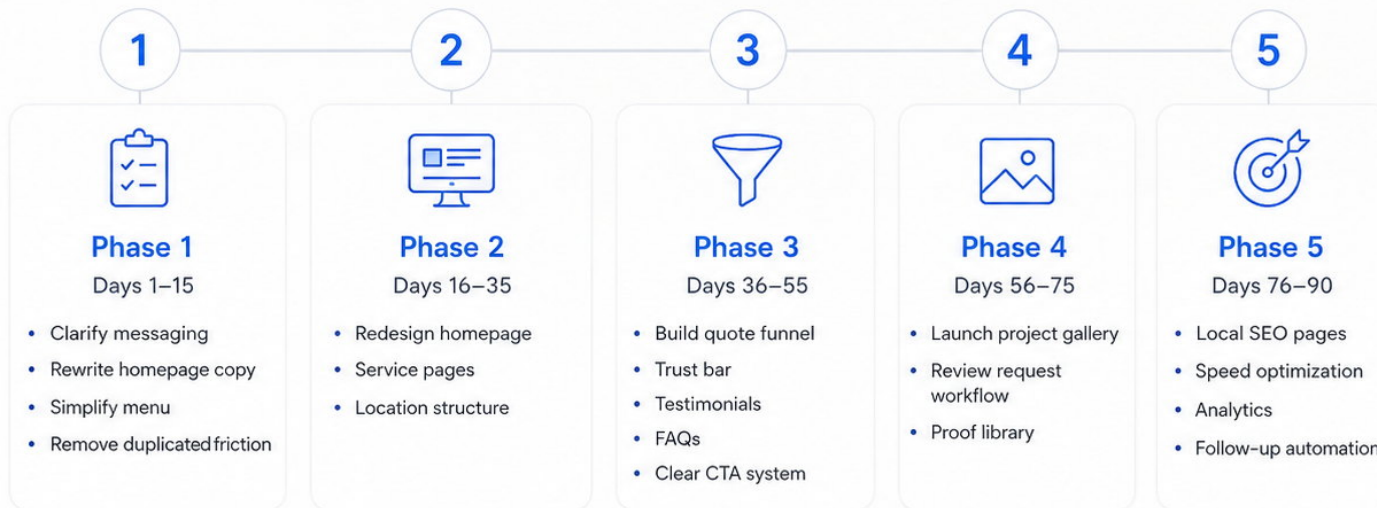 1
2
3
4
5
Phase 1
Days 1–15
• Clarify messaging
• Rewrite homepage copy
• Simplify menu
• Remove duplicated friction
Phase 2
Days 16–35
• Redesign homepage
• Service pages
• Location structure
Phase 3
Days 36–55
• Build quote funnel
• Trust bar
• Testimonials
• FAQs
• Clear CTA system
Phase 4
Days 56–75
• Launch project gallery
• Review request
workflow
• Proof library
Phase 5
Days 76–90
• Local SEO pages
• Speed optimization
• Analytics
• Follow-up automation